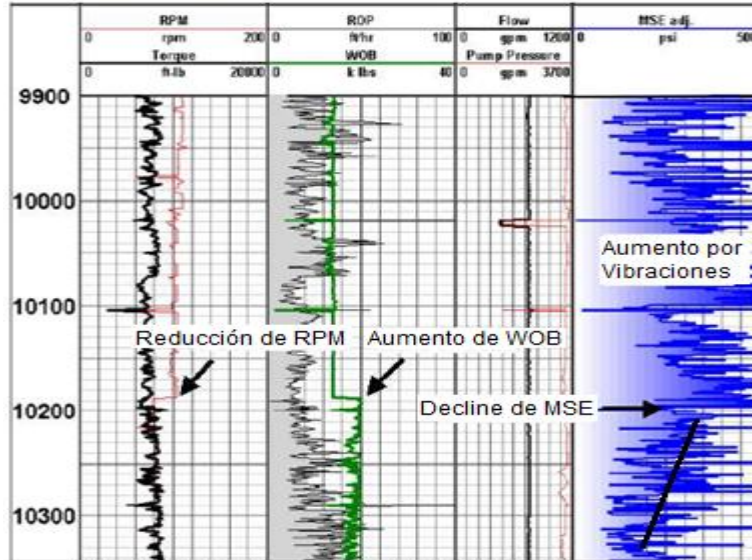 RPM ROP Flow MSE adj.
0 rpm 200 0 ft/hr 100 0 gpm 1200 0 psi 500
Torque WOB Pump Pressure
0 ft-lb 20000 0 k lbs 40 0 gpm 3700
9900
10000
Aumento por
Vibraciones
10100
Reducción de RPM Aumento de WOB
10200
Decline de MSE
10300